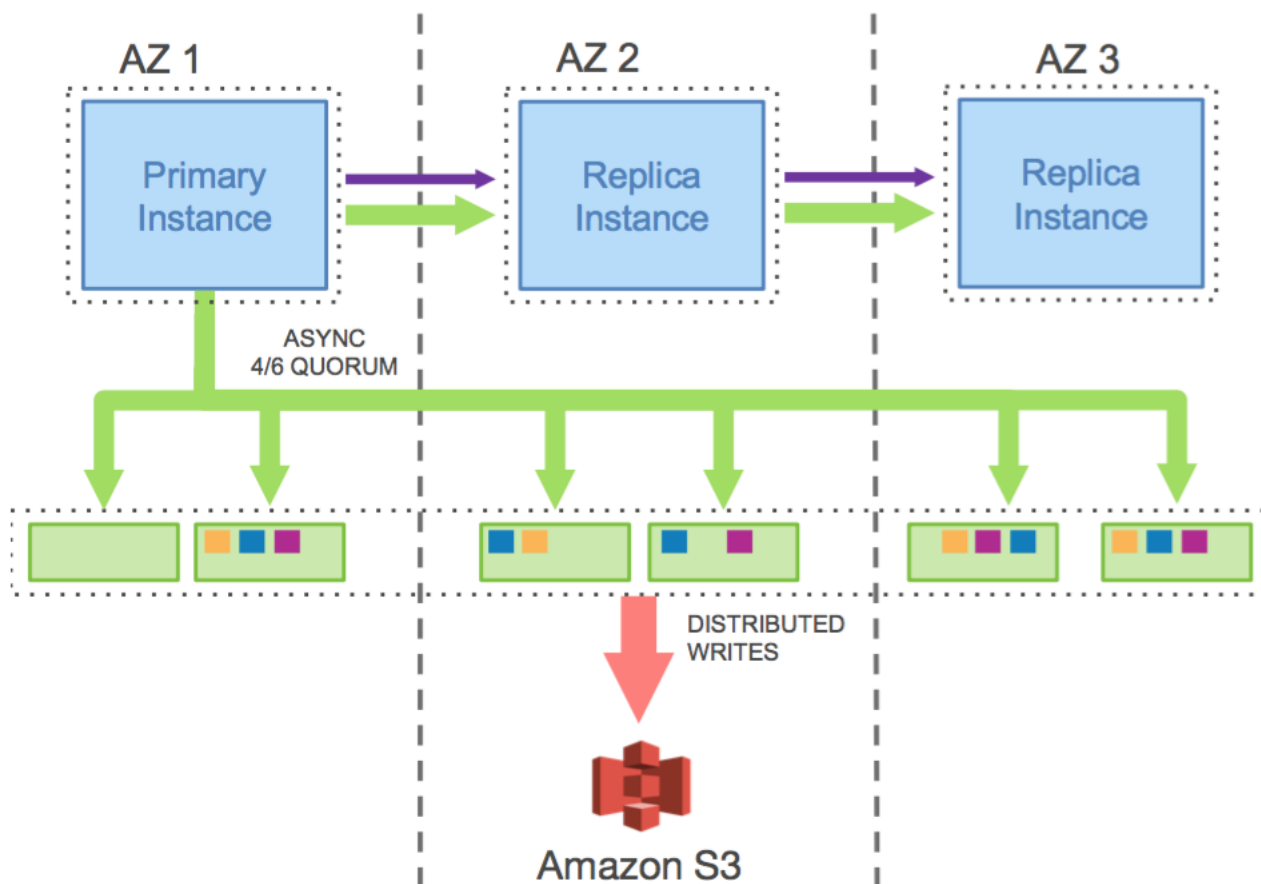 AZ 1
AZ 2
AZ 3
Primary
Instance
Replica
Instance
Replica
Instance
ASYNC
4/6 QUORUM
DISTRIBUTED
WRITES
Amazon S3